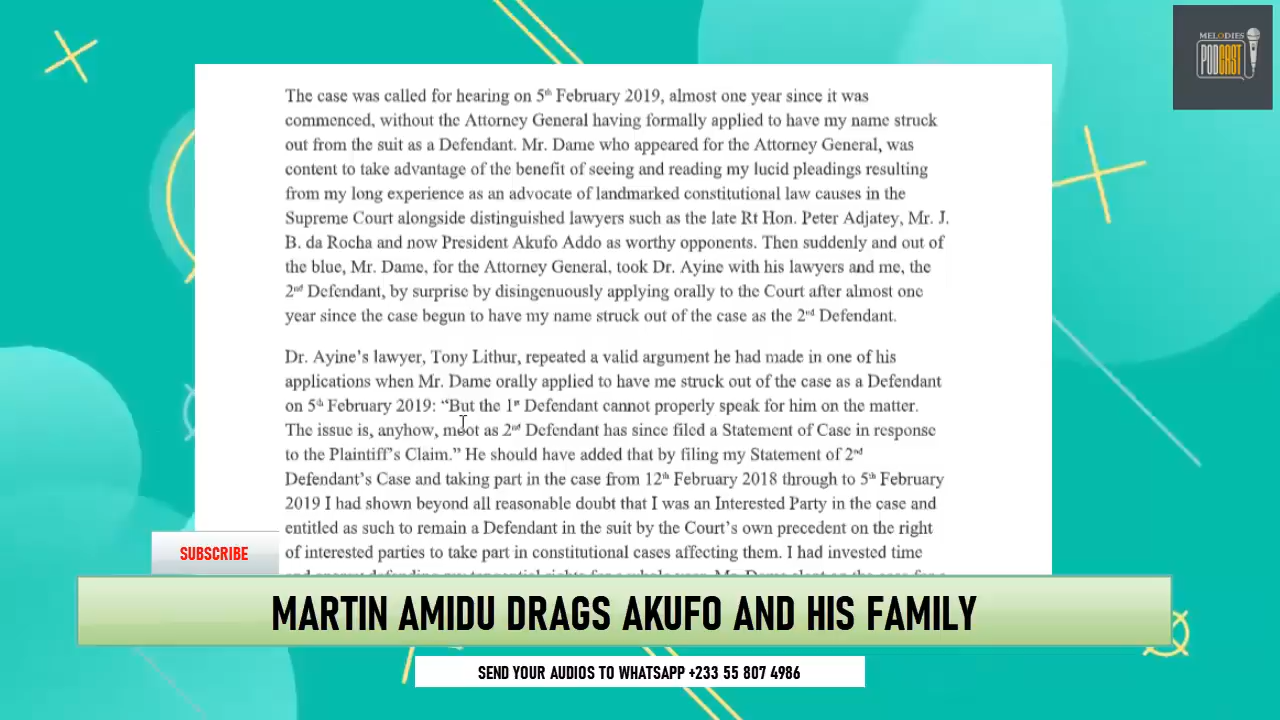 MELODIES
PODCAST
The case was called for hearing on 5th February 2019, almost one year since it was
commenced, without the Attorney General having formally applied to have my name struck
out from the suit as a Defendant. Mr. Dame who appeared for the Attorney General, was
content to take advantage of the benefit of seeing and reading my lucid pleadings resulting
from my long experience as an advocate of landmarked constitutional law causes in the
Supreme Court alongside distinguished lawyers such as the late Rt Hon. Peter Adjatey, Mr. J.
B. da Rocha and now President Akufo Addo as worthy opponents. Then suddenly and out of
the blue, Mr. Dame, for the Attorney General, took Dr. Ayine with his lawyers and me, the
2nd Defendant, by surprise by disingenuously applying orally to the Court after almost one
year since the case begun to have my name struck out of the case as the 2nd Defendant.
Dr. Ayine's lawyer, Tony Lithur, repeated a valid argument he had made in one of his
applications when Mr. Dame orally applied to have me struck out of the case as a Defendant
on 5th February 2019: “But the 1st Defendant cannot properly speak for him on the matter.
The issue is, anyhow, moot as 2nd Defendant has since filed a Statement of Case in response
to the Plaintiff's Claim.” He should have added that by filing my Statement of 2nd
Defendant's Case and taking part in the case from 12th February 2018 through to 5th February
2019 I had shown beyond all reasonable doubt that I was an Interested Party in the case and
entitled as such to remain a Defendant in the suit by the Court's own precedent on the right
of interested parties to take part in constitutional cases affecting them. I had invested time
SUBSCRIBE
MARTIN AMIDU DRAGS AKUFO AND HIS FAMILY
SEND YOUR AUDIOS TO WHATSAPP +233 55 807 4986